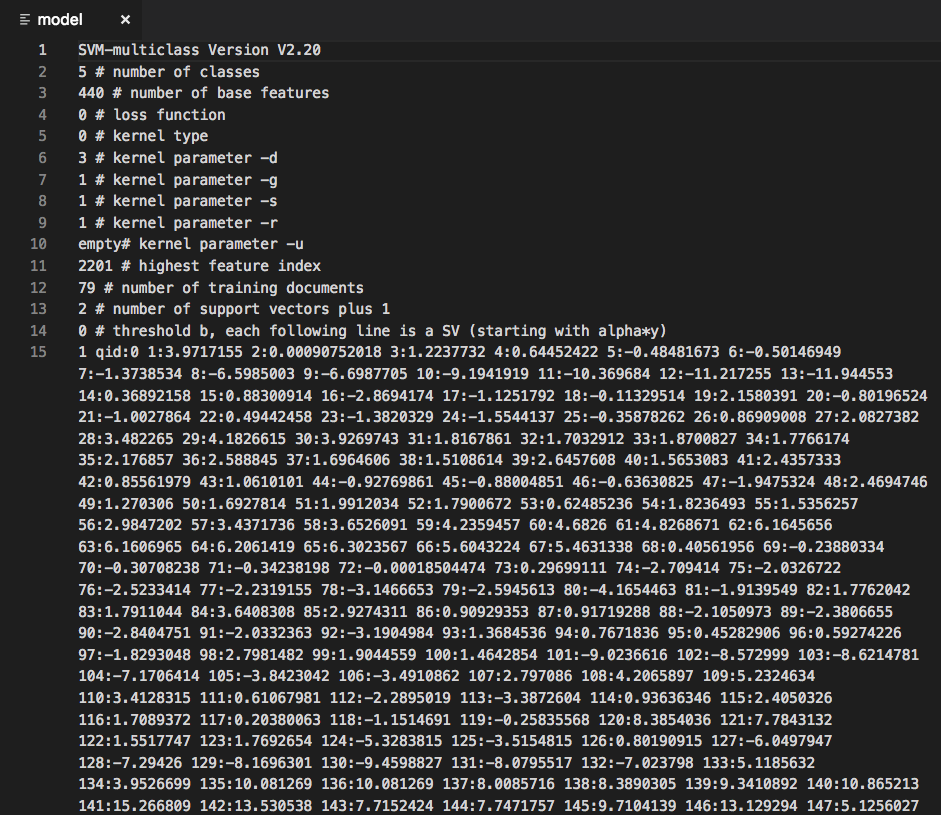 model ×
1 SVM-multiclass Version V2.20
2 5 # number of classes
3 440 # number of base features
4 0 # loss function
5 0 # kernel type
6 3 # kernel parameter -d
7 1 # kernel parameter -g
8 1 # kernel parameter -s
9 1 # kernel parameter -r
10 empty# kernel parameter -u
11 2201 # highest feature index
12 79 # number of training documents
13 2 # number of support vectors plus 1
14 0 # threshold b, each following line is a SV (starting with alpha*y)
15 1 qid:0 1:3.9717155 2:0.00090752018 3:1.2237732 4:0.64452422 5:-0.48481673 6:-0.50146949
7:-1.3738534 8:-6.5985003 9:-6.6987705 10:-9.1941919 11:-10.369684 12:-11.217255 13:-11.944553
14:0.36892158 15:0.88300914 16:-2.8694174 17:-1.1251792 18:-0.11329514 19:2.1580391 20:-0.80196524
21:-1.0027864 22:0.49442458 23:-1.3820329 24:-1.5544137 25:-0.35878262 26:0.86909008 27:2.0827382
28:3.482265 29:4.1826615 30:3.9269743 31:1.8167861 32:1.7032912 33:1.8700827 34:1.7766174
35:2.176857 36:2.588845 37:1.6964606 38:1.5108614 39:2.6457608 40:1.5653083 41:2.4357333
42:0.85561979 43:1.0610101 44:-0.92769861 45:-0.88004851 46:-0.63630825 47:-1.9475324 48:2.4694746
49:1.270306 50:1.6927814 51:1.9912034 52:1.7900672 53:0.62485236 54:1.8236493 55:1.5356257
56:2.9847202 57:3.4371736 58:3.6526091 59:4.2359457 60:4.6826 61:4.8268671 62:6.1645656
63:6.1606965 64:6.2061419 65:6.3023567 66:5.6043224 67:5.4631338 68:0.40561956 69:-0.23880334
70:-0.30708238 71:-0.34238198 72:-0.00018504474 73:0.29699111 74:-2.709414 75:-2.0326722
76:-2.5233414 77:-2.2319155 78:-3.1466653 79:-2.5945613 80:-4.1654463 81:-1.9139549 82:1.7762042
83:1.7911044 84:3.6408308 85:2.9274311 86:0.90929353 87:0.91719288 88:-2.1050973 89:-2.3806655
90:-2.8404751 91:-2.0332363 92:-3.1904984 93:1.3684536 94:0.7671836 95:0.45282906 96:0.59274226
97:-1.8293048 98:2.7981482 99:1.9044559 100:1.4642854 101:-9.0236616 102:-8.572999 103:-8.6214781
104:-7.1706414 105:-3.8423042 106:-3.4910862 107:2.797086 108:4.2065897 109:5.2324634
110:3.4128315 111:0.61067981 112:-2.2895019 113:-3.3872604 114:0.93636346 115:2.4050326
116:1.7089372 117:0.20380063 118:-1.1514691 119:-0.25835568 120:8.3854036 121:7.7843132
122:1.5517747 123:1.7692654 124:-5.3283815 125:-3.5154815 126:0.80190915 127:-6.0497947
128:-7.29426 129:-8.1696301 130:-9.4598827 131:-8.0795517 132:-7.023798 133:5.1185632
134:3.9526699 135:10.081269 136:10.081269 137:8.0085716 138:8.3890305 139:9.3410892 140:10.865213
141:15.266809 142:13.530538 143:7.7152424 144:7.7471757 145:9.7104139 146:13.129294 147:5.1256027